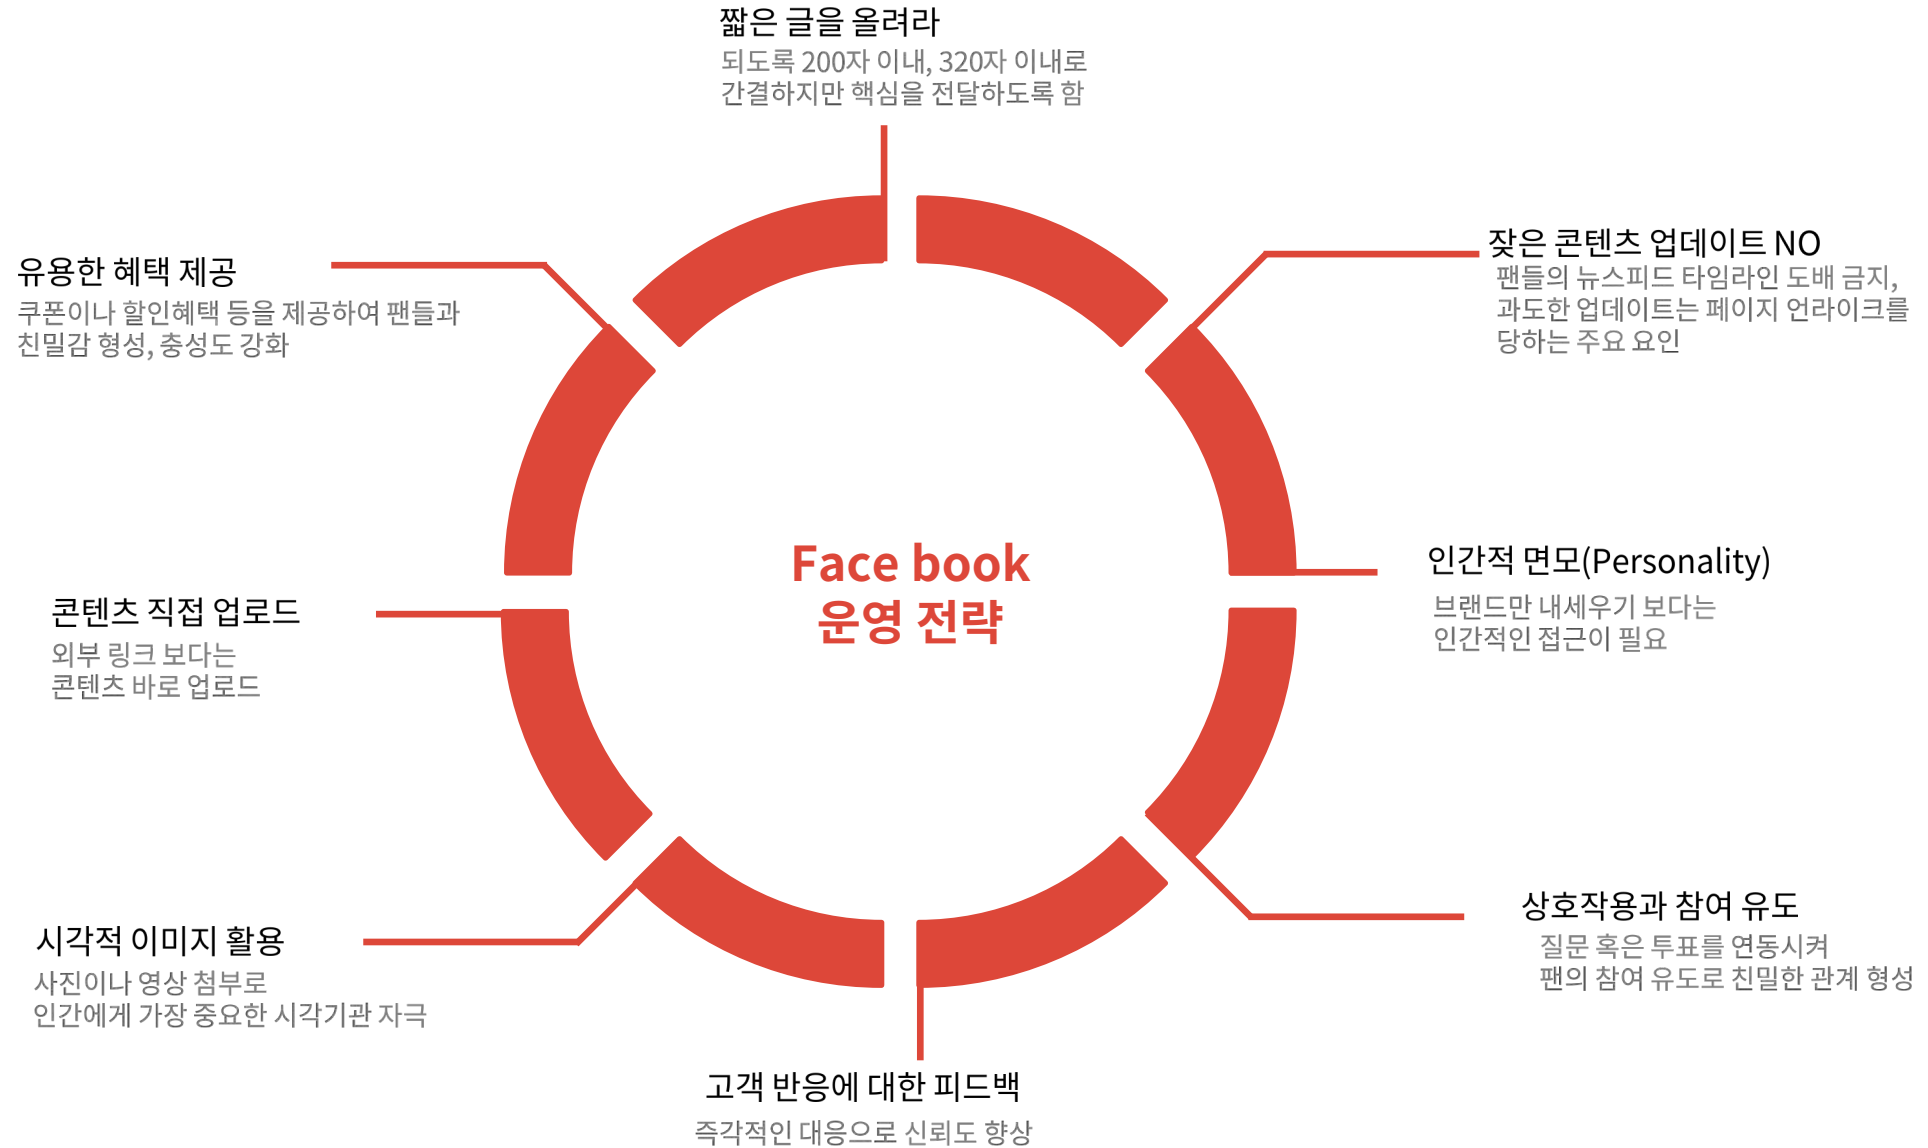 짧은 글을 올려라
되도록 200자 이내, 320자 이내로
간결하지만 핵심을 전달하도록 함
잦은 콘텐츠 업데이트 NO
팬들의 뉴스피드 타임라인 도배 금지,
과도한 업데이트는 페이지 언라이크를
당하는 주요 요인
유용한 혜택 제공
쿠폰이나 할인혜택 등을 제공하여 팬들과
친밀감 형성, 충성도 강화
Face book
운영 전략
인간적 면모(Personality)
브랜드만 내세우기 보다는
인간적인 접근이 필요
콘텐츠 직접 업로드
외부 링크 보다는
콘텐츠 바로 업로드
상호작용과 참여 유도
질문 혹은 투표를 연동시켜
팬의 참여 유도로 친밀한 관계 형성
시각적 이미지 활용
사진이나 영상 첨부로
인간에게 가장 중요한 시각기관 자극
고객 반응에 대한 피드백
즉각적인 대응으로 신뢰도 향상